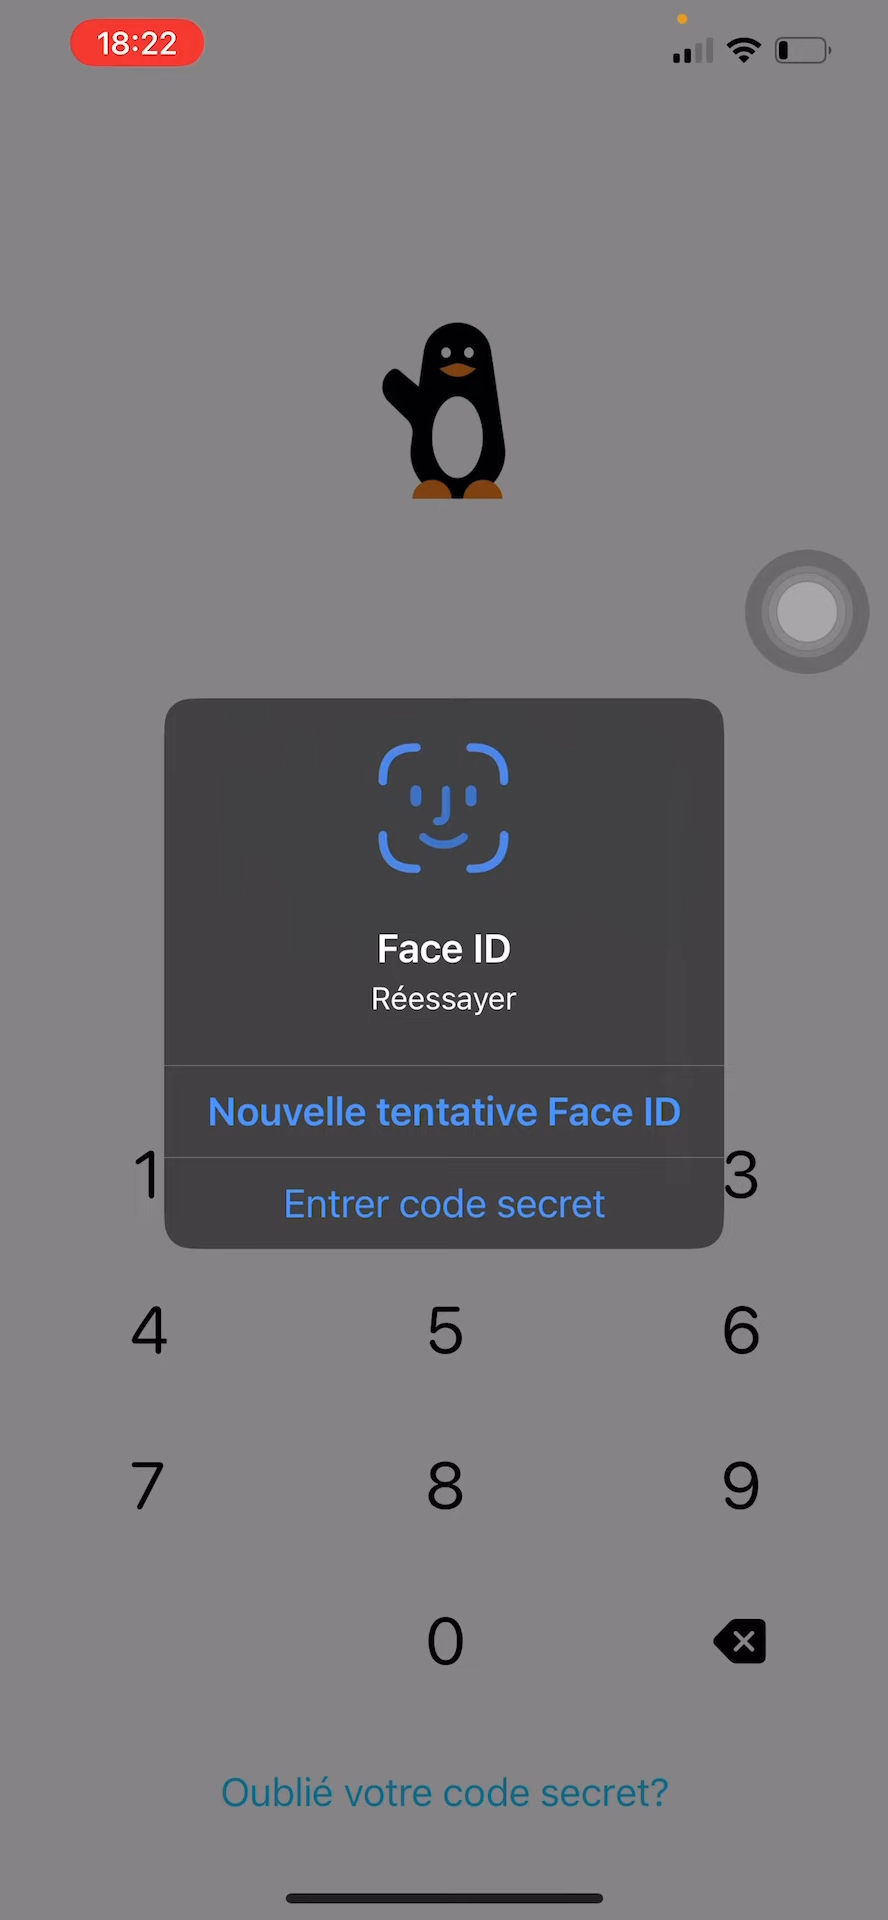 18:22
Face ID
Réessayer
Nouvelle tentative Face ID
Entrer code secret
1 3
4 5 6
7 8 9
0
Oublié votre code secret?